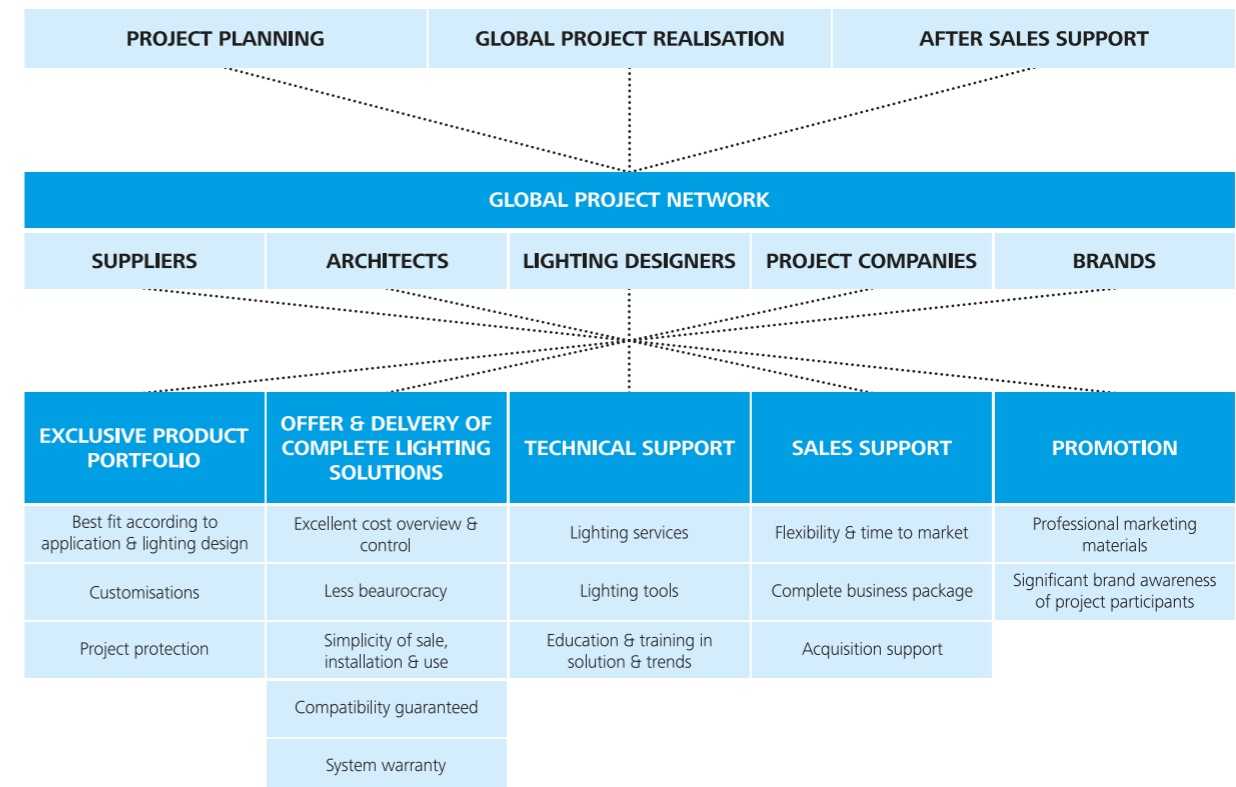 PROJECT PLANNING
GLOBAL PROJECT REALISATION
AFTER SALES SUPPORT
GLOBAL PROJECT NETWORK
SUPPLIERS
ARCHITECTS
LIGHTING DESIGNERS
PROJECT COMPANIES
BRANDS
EXCLUSIVE PRODUCT
PORTFOLIO
OFFER & DELVERY OF
COMPLETE LIGHTING
SOLUTIONS
TECHNICAL SUPPORT
SALES SUPPORT
PROMOTION
Best fit according to
application & lighting design
Excellent cost overview &
control
Lighting services
Flexibility & time to market
Professional marketing
materials
Customisations
Less beaurocracy
Lighting tools
Complete business package
Significant brand awareness
of project participants
Project protection
Simplicity of sale,
installation & use
Education & training in
solution & trends
Acquisition support
Compatibility guaranteed
System warranty